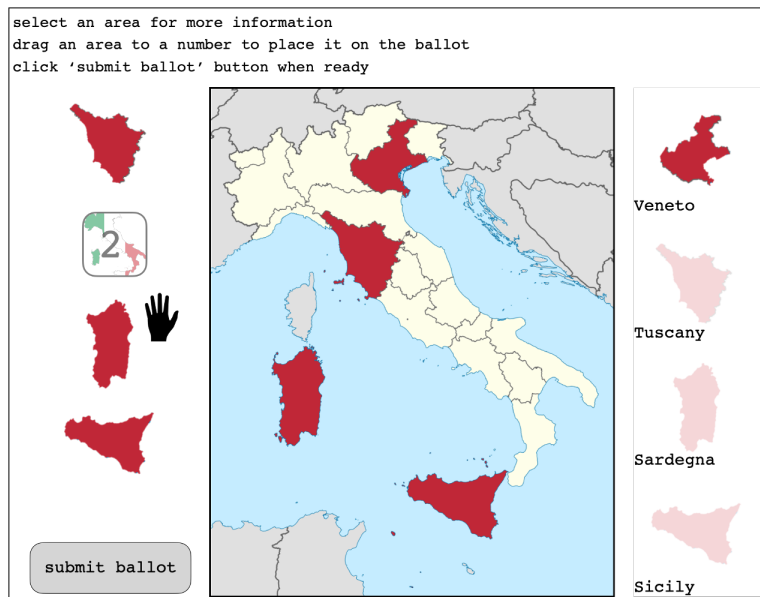 select an area for more information
drag an area to a number to place it on the ballot
click ‘submit ballot’ button when ready
2
Veneto
Tuscany
Sardegna
Sicily
submit ballot